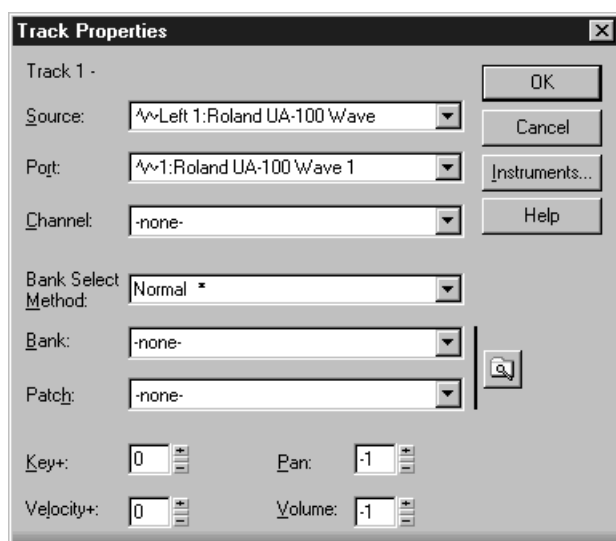 Track Properties
Track 1 -
OK
Source: Left 1:Roland UA-100 Wave
Cancel
Port: 1:Roland UA-100 Wave 1
Instruments...
Channel: -none-
Help
Bank Select
Method: Normal *
Bank: -none-
Patch: -none-
Key+: 0 Pan: -1
Velocity+: 0 Volume: -1